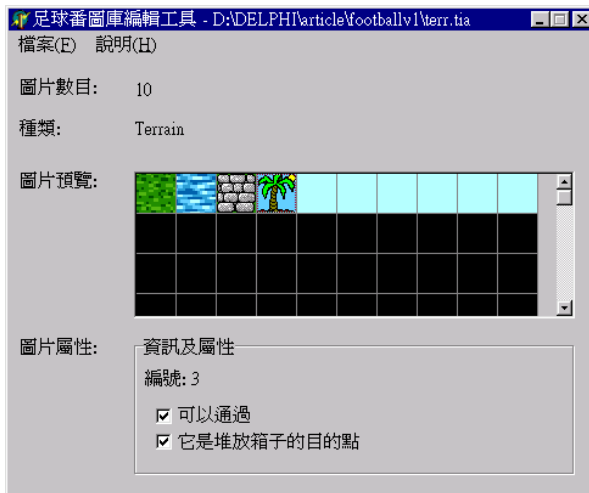 足球番圖庫編輯工具 - D:\DELPHI\article\footballv1\terr.tia
檔案(F) 說明(H)
圖片數目: 10
種類: Terrain
圖片預覽:
圖片屬性:
資訊及屬性
編號: 3
可以通過
它是堆放箱子的目的點